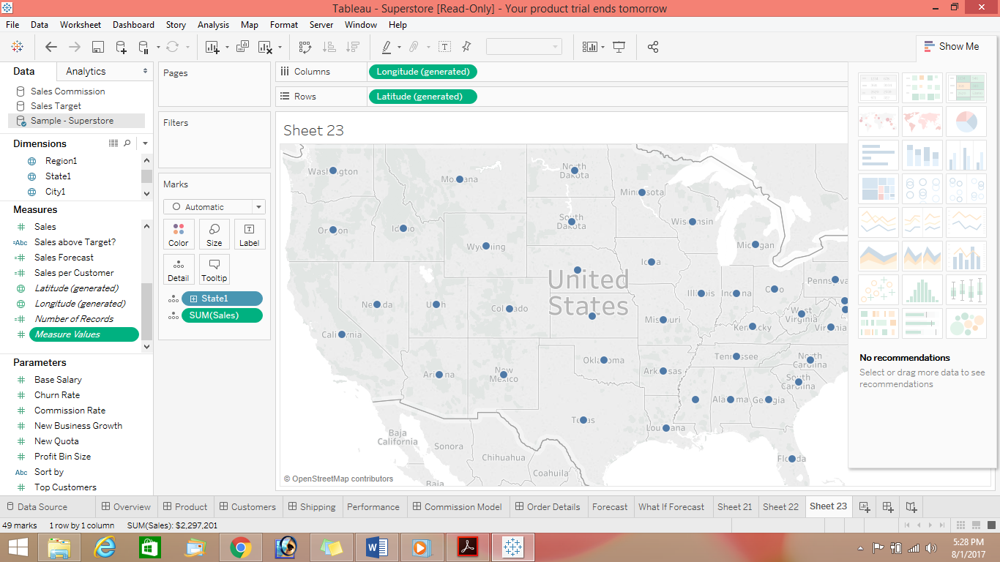 Tableau - Superstore [Read-Only] - Your product trial ends tomorrow
File Data Worksheet Dashboard Story Analysis Map Format Server Window Help
Show Me
Data Analytics
Sales Commission
Sales Target
Sample - Superstore
Dimensions
Region1
State1
City1
Measures
Sales
=Abc Sales above Target?
Sales Forecast
Sales per Customer
Latitude (generated)
Longitude (generated)
Number of Records
Measure Values
Parameters
Base Salary
Churn Rate
Commission Rate
New Business Growth
New Quota
Profit Bin Size
Abc Sort by
Top Customers
Pages
Filters
Marks
Automatic
Color Size Label
Detail Tooltip
State1
SUM(Sales)
Columns Longitude (generated)
Rows Latitude (generated)
Sheet 23
Washington
Montana
North
Dakota
Minnesota
Oregon
Idaho
South
Dakota
Wisconsin
Wyoming
Michigan
Iowa
United
States
Pennsy
Nevada
Utah
Colorado
Illinois
Indiana
Ohio
West
Virginia
California
Missouri
Kentucky
Virginia
Arizona
New
Mexico
Oklahoma
Arkansas
Tennessee
North
Carolina
South
Carolina
Alabama
Georgia
Texas
Louisiana
Florida
Baja
California
Sonora
Chihuahua
Coahuila
Baja
© OpenStreetMap contributors
No recommendations
Select or drag more data to see
recommendations
Data Source Overview Product Customers Shipping Performance Commission Model Order Details Forecast What If Forecast Sheet 21 Sheet 22 Sheet 23
49 marks 1 row by 1 column SUM(Sales): $2,297,201
5:28 PM
8/1/2017